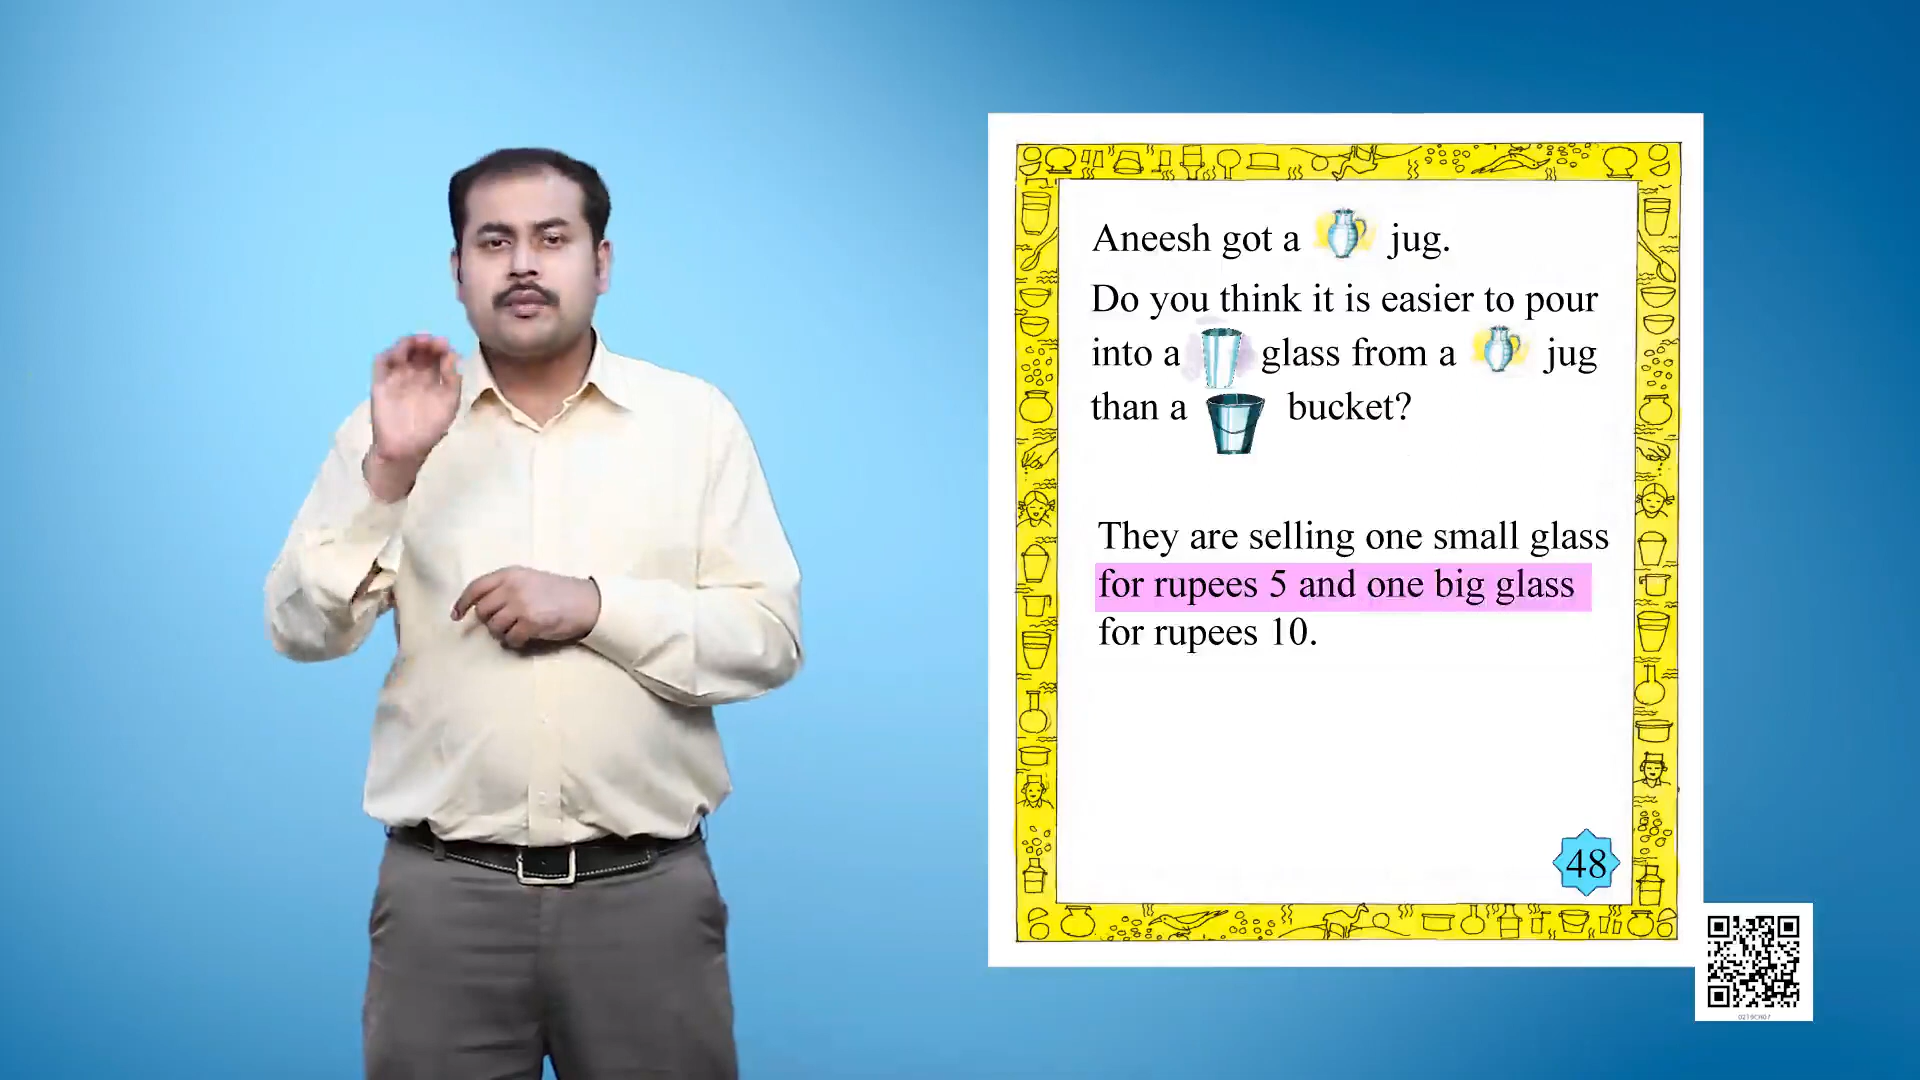 Aneesh got a jug.
Do you think it is easier to pour
into a glass from a jug
than a bucket?
They are selling one small glass
for rupees 5 and one big glass
for rupees 10.
48